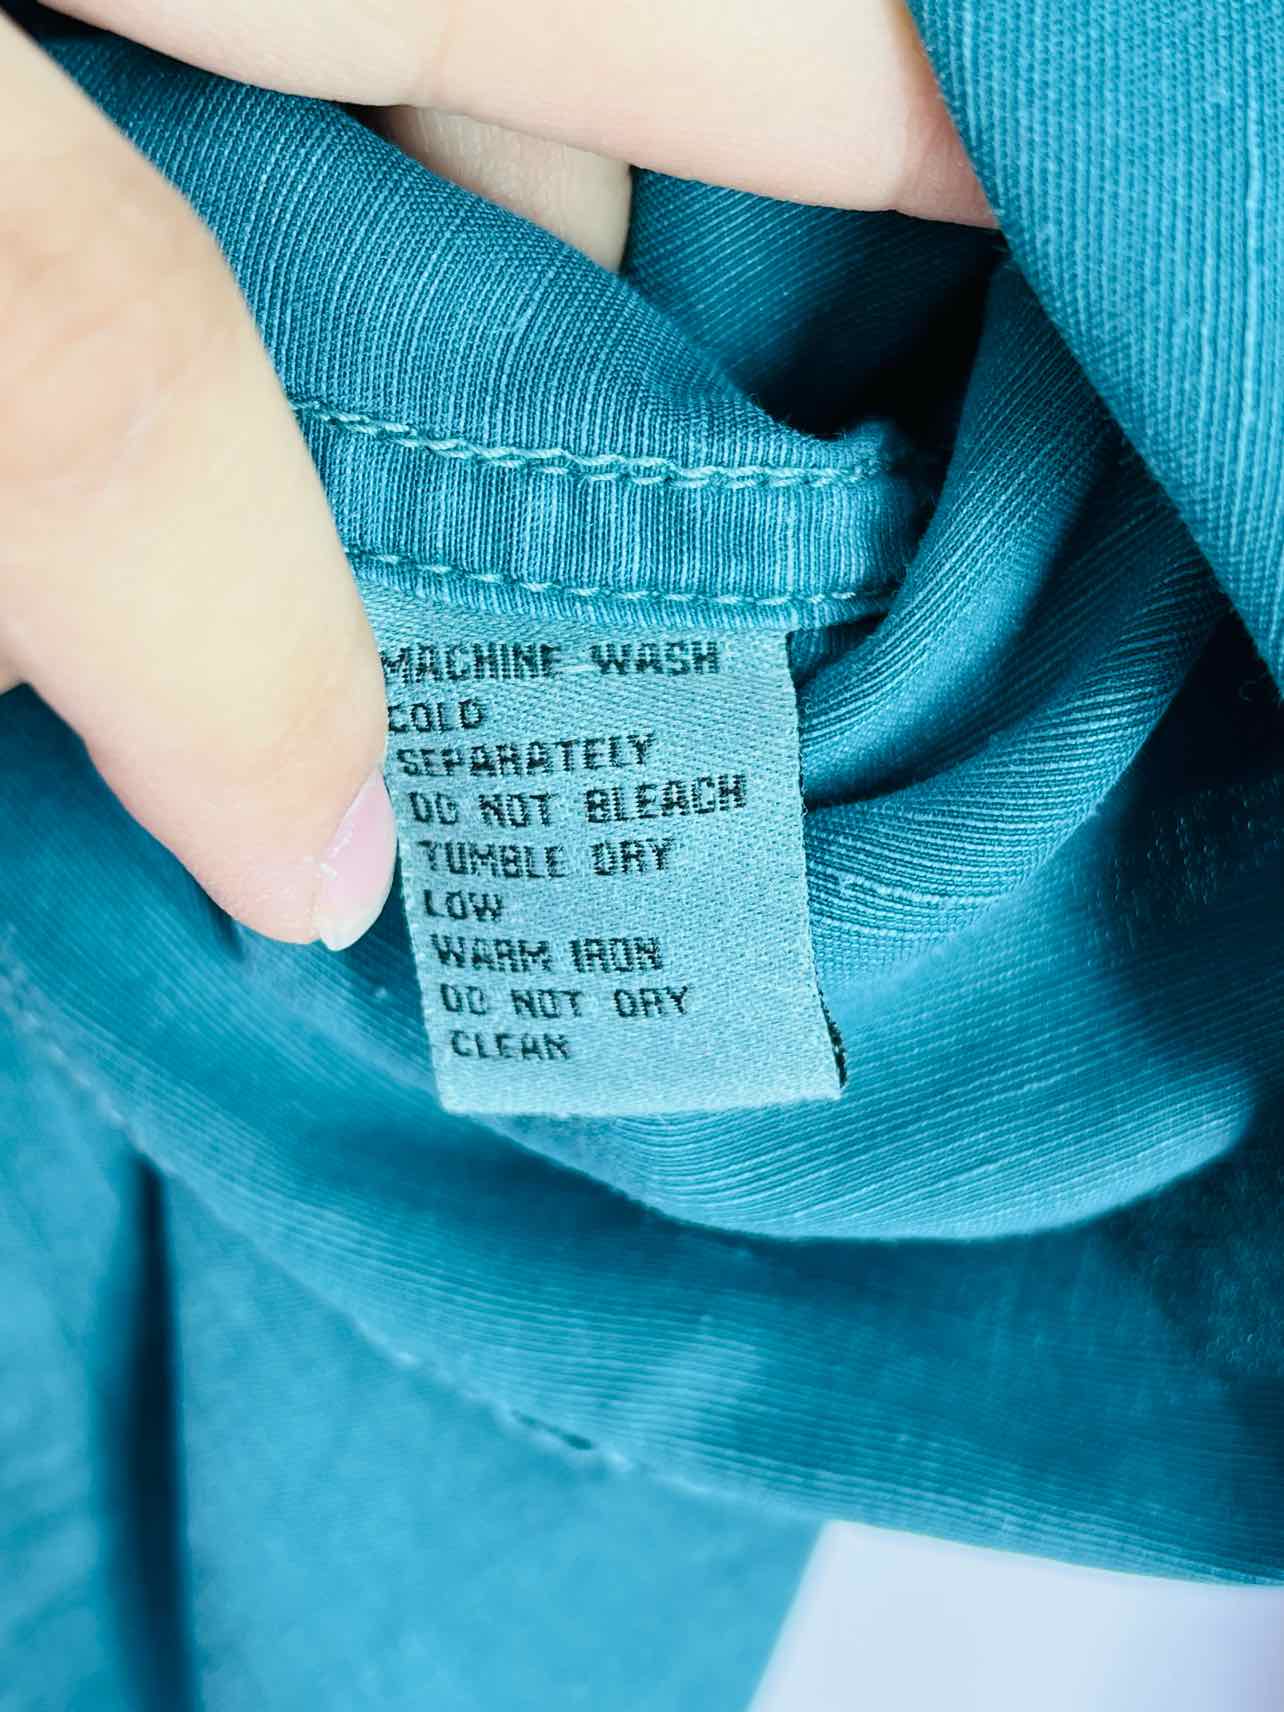 MACHINE WASH
COLD
SEPARATELY
DO NOT BLEACH
TUMBLE DRY
LOW
WARM IRON
DO NOT DRY
CLEAN